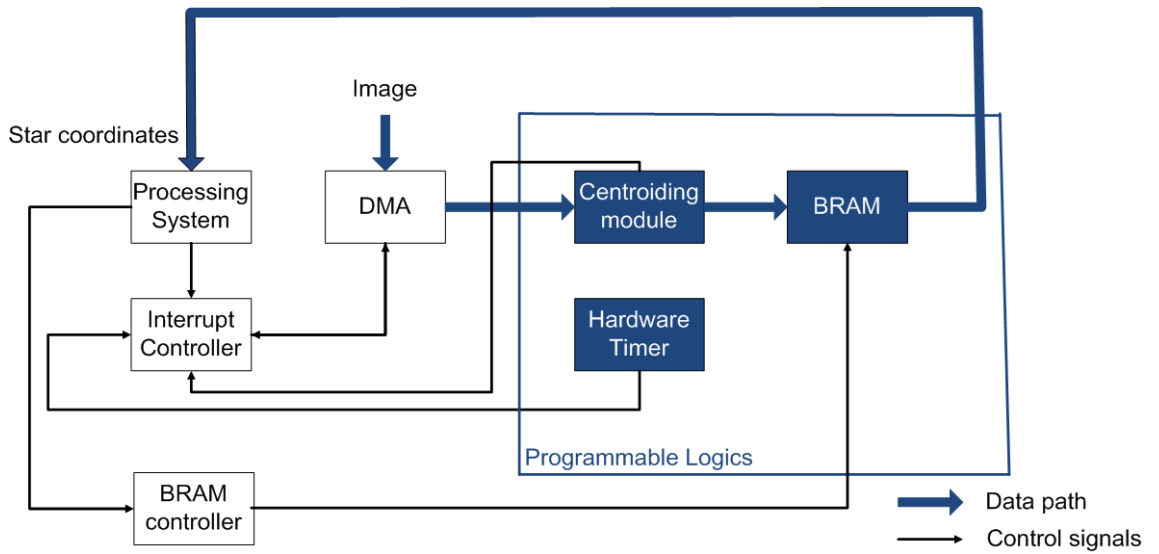 Image
Star coordinates
Processing
System
DMA
Centroiding
module
BRAM
Interrupt
Controller
Hardware
Timer
Programmable Logics
BRAM
controller
Data path
Control signals